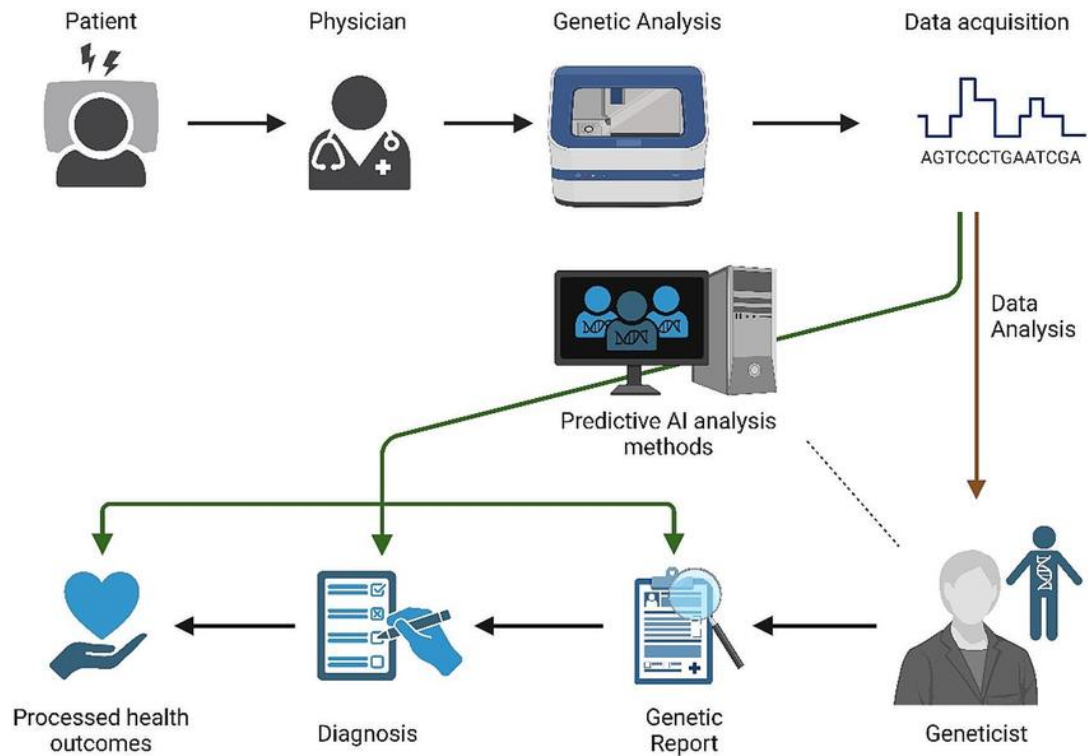 Patient
Physician
Genetic Analysis
Data acquisition
AGTCCCTGAATCGA
Data
Analysis
Predictive AI analysis
methods
Processed health
outcomes
Diagnosis
Genetic
Report
Geneticist